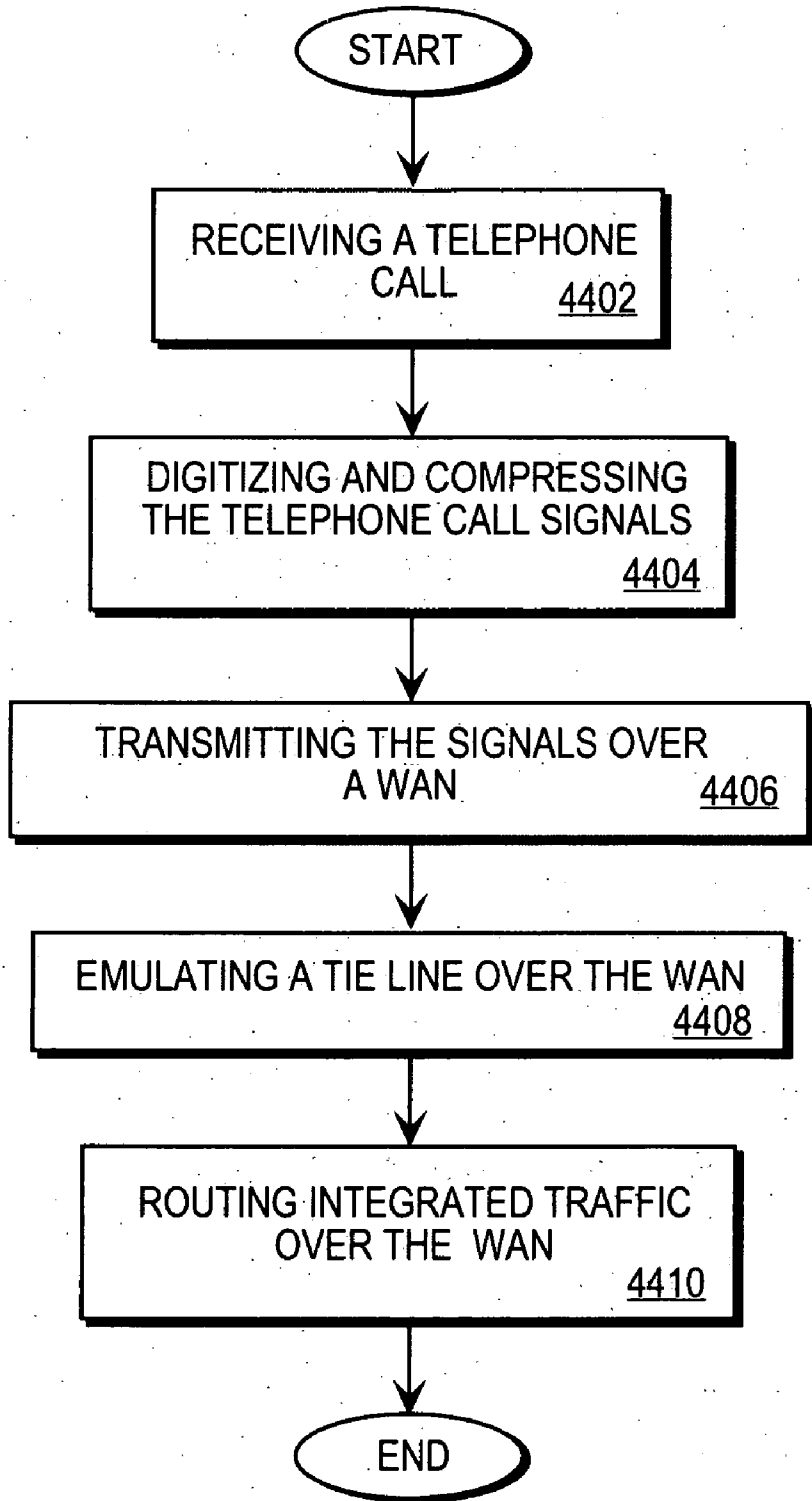 START
RECEIVING A TELEPHONE
CALL
4402
DIGITIZING AND COMPRESSING
THE TELEPHONE CALL SIGNALS
4404
TRANSMITTING THE SIGNALS OVER
A WAN
4406
EMULATING A TIE LINE OVER THE WAN
4408
ROUTING INTEGRATED TRAFFIC
OVER THE WAN
4410
END